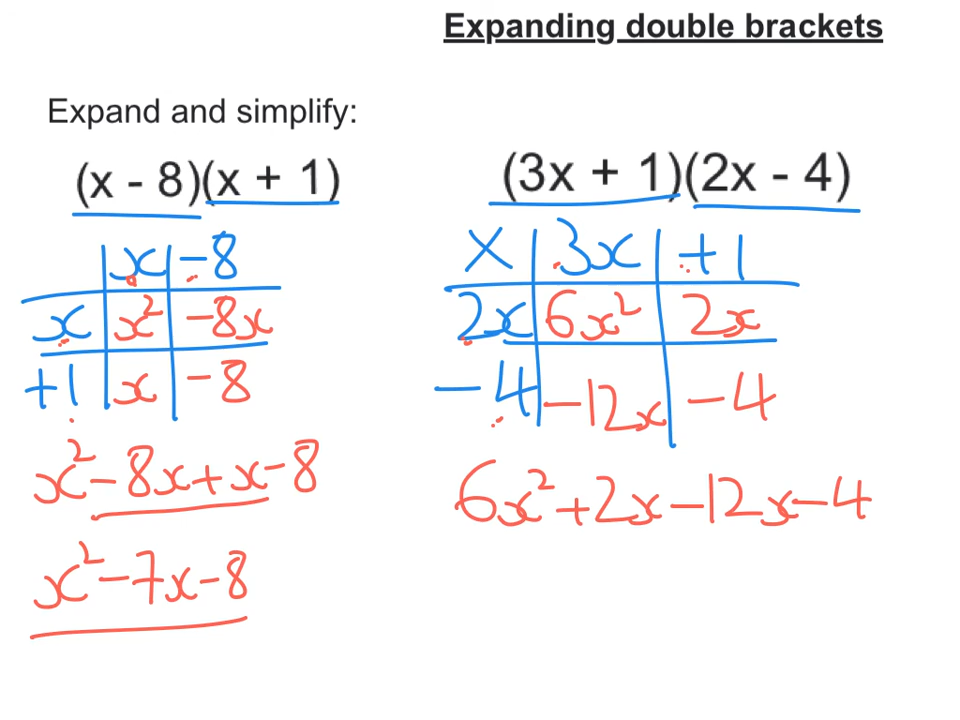 Expanding double brackets
Expand and simplify:
(x - 8)(x + 1)
x -8
x x² -8x
+1 x -8
x² -8x+x-8
x² -7x-8
(3x + 1)(2x - 4)
× 3x +1
2x 6x² 2x
-4 -12x -4
6x² +2x-12x-4